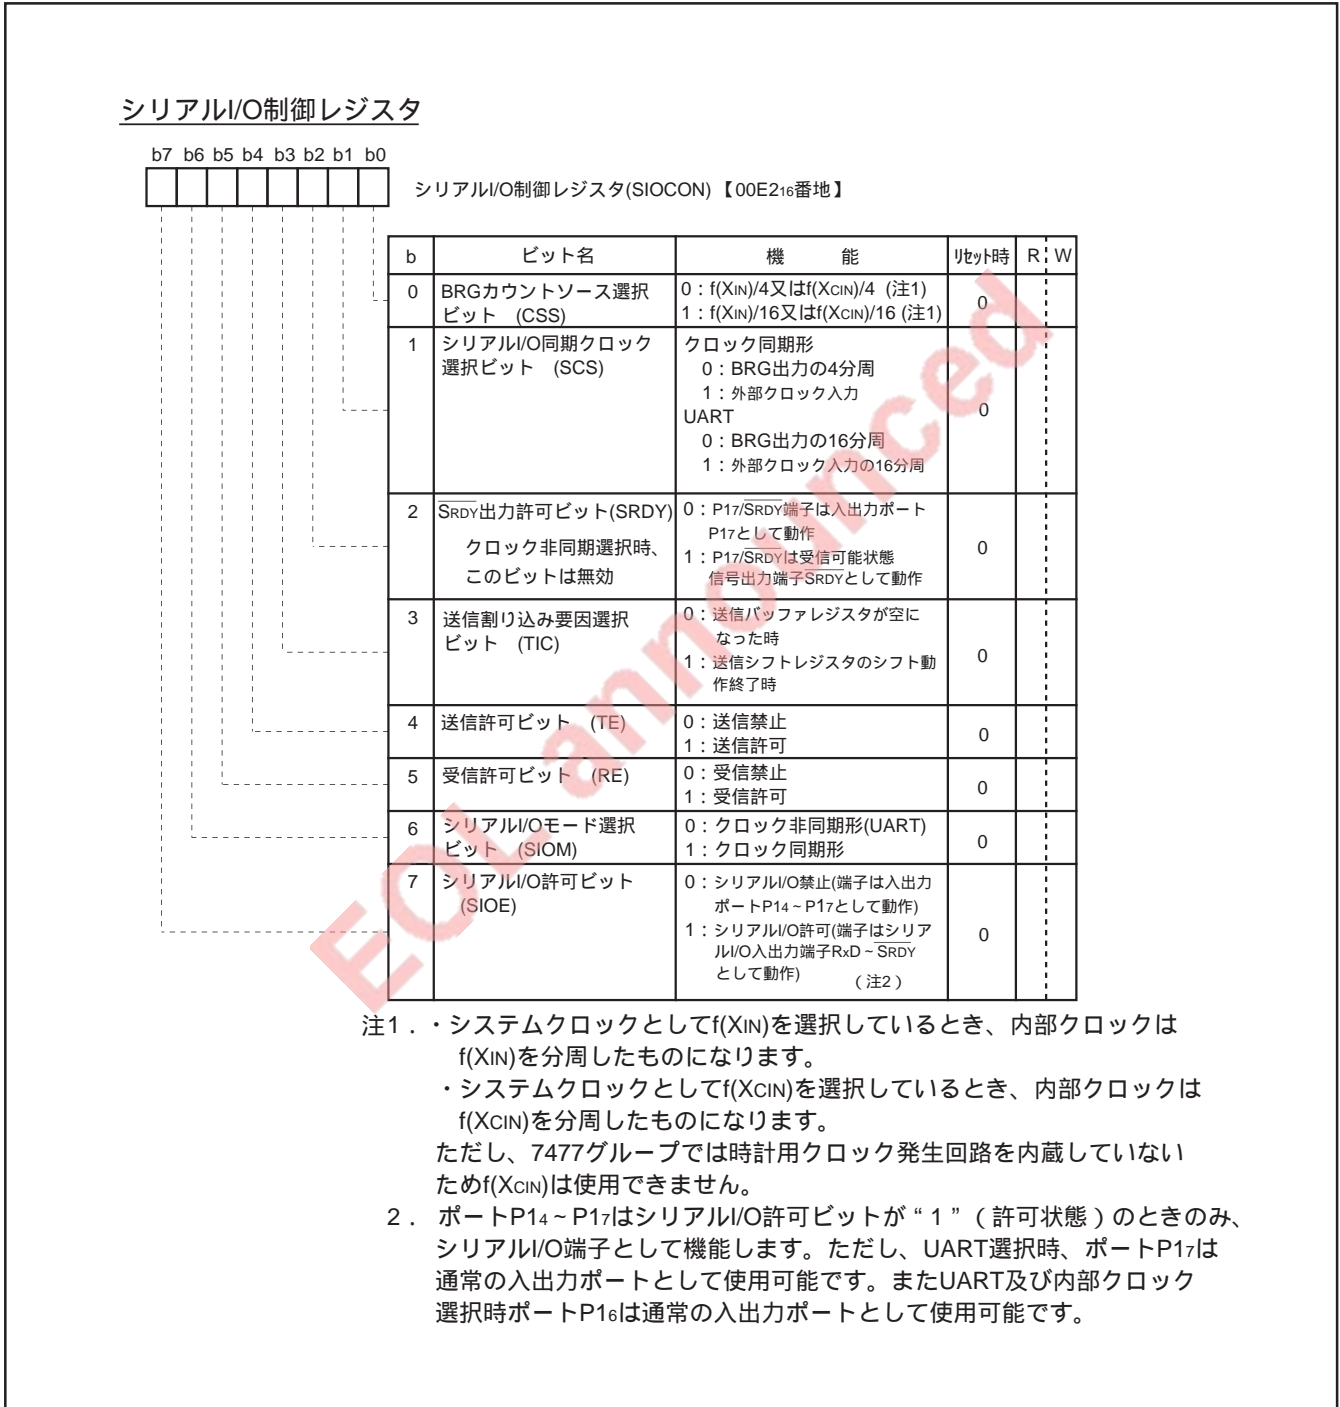 シリアルI/O制御レジスタ
b7 b6 b5 b4 b3 b2 b1 b0
シリアルI/O制御レジスタ(SIOCON)【00E216番地】
b ビット名 機 能 リセット時 R W
0 BRGカウントソース選択 0：f(XIN)/4又はf(XCIN)/4 (注1) 0
ビット (CSS) 1：f(XIN)/16又はf(XCIN)/16 (注1)
1 シリアルI/O同期クロック クロック同期形
選択ビット (SCS) 0：BRG出力の4分周
1：外部クロック入力
UART 0
0：BRG出力の16分周
1：外部クロック入力の16分周
2 SRDY出力許可ビット(SRDY) 0：P17/SRDY端子は入出力ポート
P17として動作
クロック非同期選択時、 1：P17/SRDYは受信可能状態 0
このビットは無効 信号出力端子SRDYとして動作
3 送信割り込み要因選択 0：送信バッファレジスタが空に
ビット (TIC) なった時
1：送信シフトレジスタのシフト動 0
作終了時
4 送信許可ビット (TE) 0：送信禁止 0
1：送信許可
5 受信許可ビット (RE) 0：受信禁止 0
1：受信許可
6 シリアルI/Oモード選択 0：クロック非同期形(UART) 0
ビット (SIOM) 1：クロック同期形
7 シリアルI/O許可ビット 0：シリアルI/O禁止(端子は入出力
(SIOE) ポートP14～P17として動作)
1：シリアルI/O許可(端子はシリア 0
ルI/O入出力端子RxD～SRDY
として動作) （注2）
EOL announced
注1．・システムクロックとしてf(XIN)を選択しているとき、内部クロックは
f(XIN)を分周したものになります。
・システムクロックとしてf(XCIN)を選択しているとき、内部クロックは
f(XCIN)を分周したものになります。
ただし、7477グループでは時計用クロック発生回路を内蔵していない
ためf(XCIN)は使用できません。
2． ポートP14～P17はシリアルI/O許可ビットが“1”（許可状態）のときのみ、
シリアルI/O端子として機能します。ただし、UART選択時、ポートP17は
通常の入出力ポートとして使用可能です。またUART及び内部クロック
選択時ポートP16は通常の入出力ポートとして使用可能です。